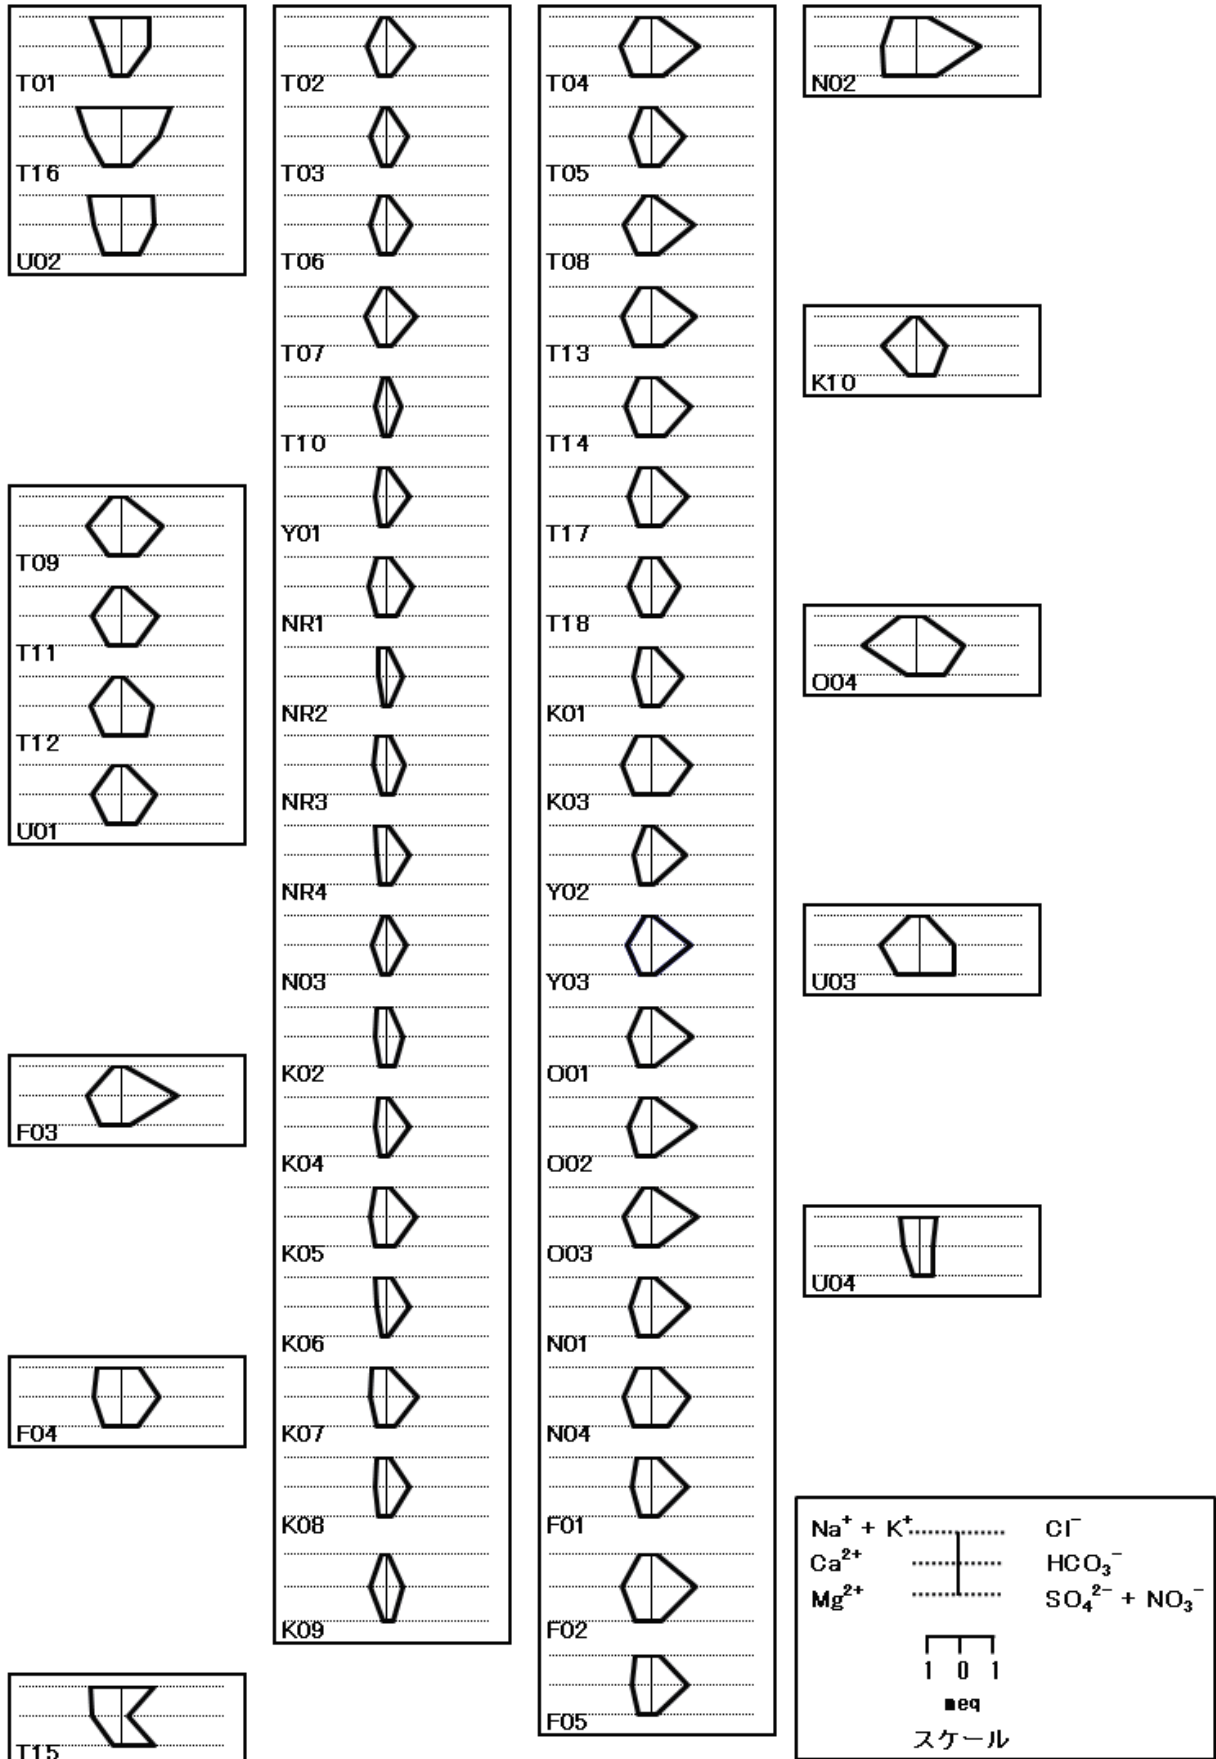 T01
T16
U02
T09
T11
T12
U01
F03
F04
T15
T02
T03
T06
T07
T10
Y01
NR1
NR2
NR3
NR4
N03
K02
K04
K05
K06
K07
K08
K09
T04
T05
T08
T13
T14
T17
T18
K01
K03
Y02
Y03
O01
O02
O03
N01
N04
F01
F02
F05
N02
K10
O04
U03
U04
Na⁺ + K⁺ Cl⁻
Ca²⁺ HCO₃⁻
Mg²⁺ SO₄²⁻ + NO₃⁻
1 0 1
meq
スケール